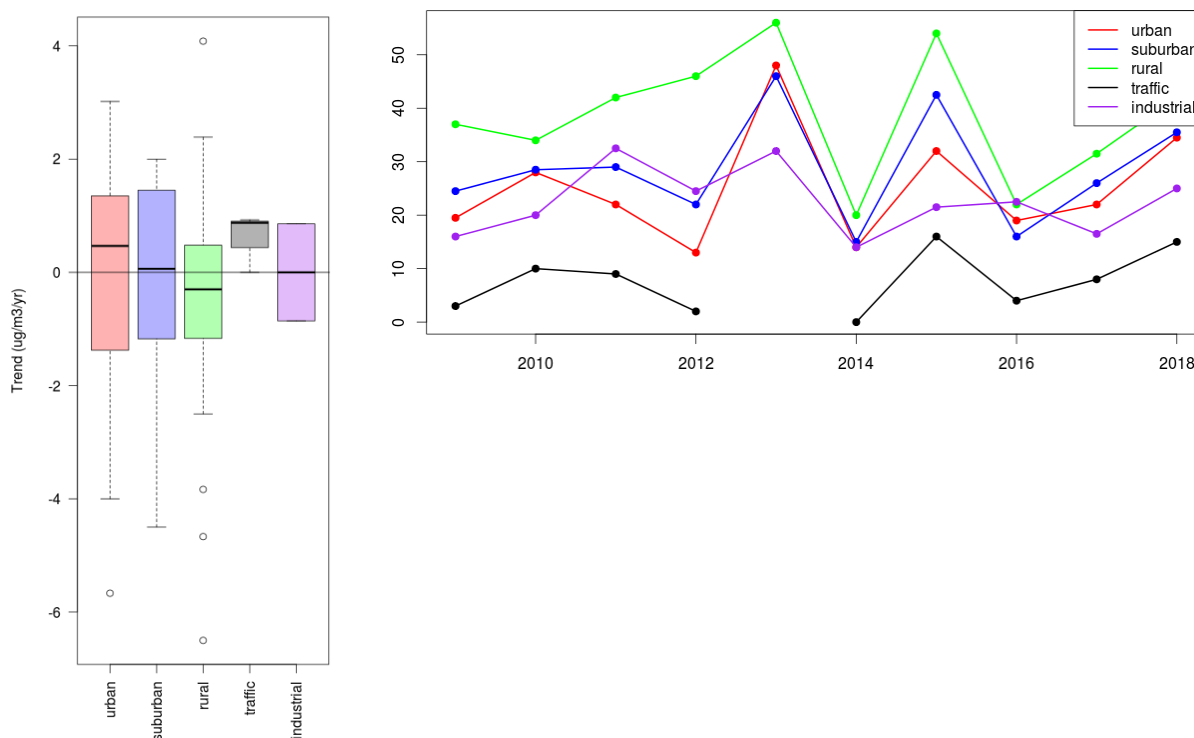 Trend (ug/m3/yr)
4
2
0
-2
-4
-6
urban
suburban
rural
traffic
industrial
50
40
30
20
10
0
2010
2012
2014
2016
2018
urban
suburban
rural
traffic
industrial